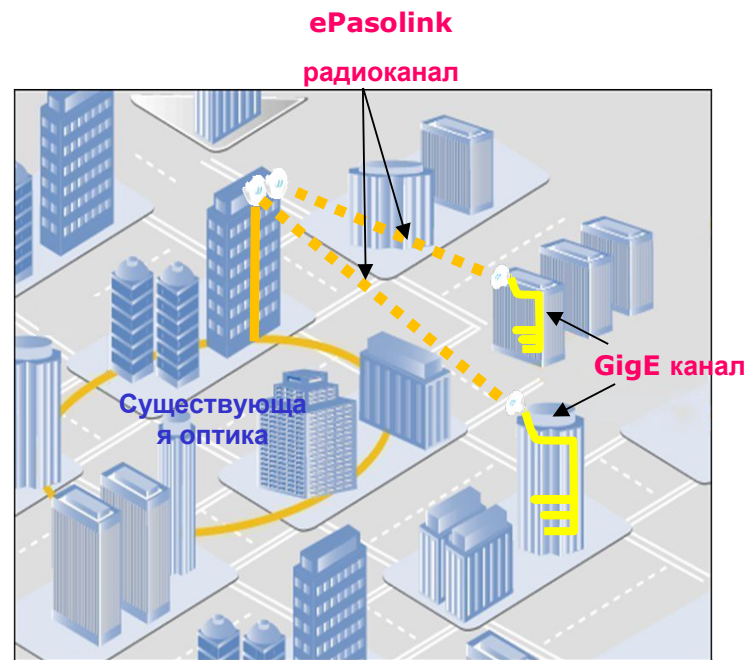 ePasolink
радиоканал
GigE канал
Существующа
я оптика